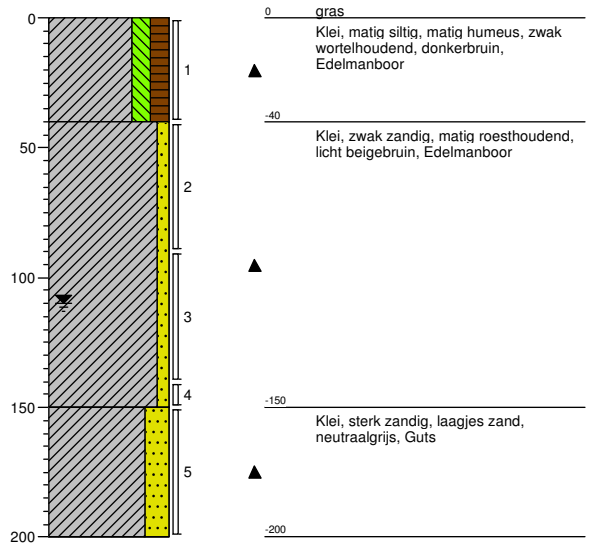 0
50
100
150
200
1
2
3
4
5
0
gras
Klei, matig siltig, matig humeus, zwak
wortelhoudend, donkerbruin,
Edelmanboor
-40
Klei, zwak zandig, matig roesthoudend,
licht beigebruin, Edelmanboor
-150
Klei, sterk zandig, laagjes zand,
neutraalgrijs, Guts
-200